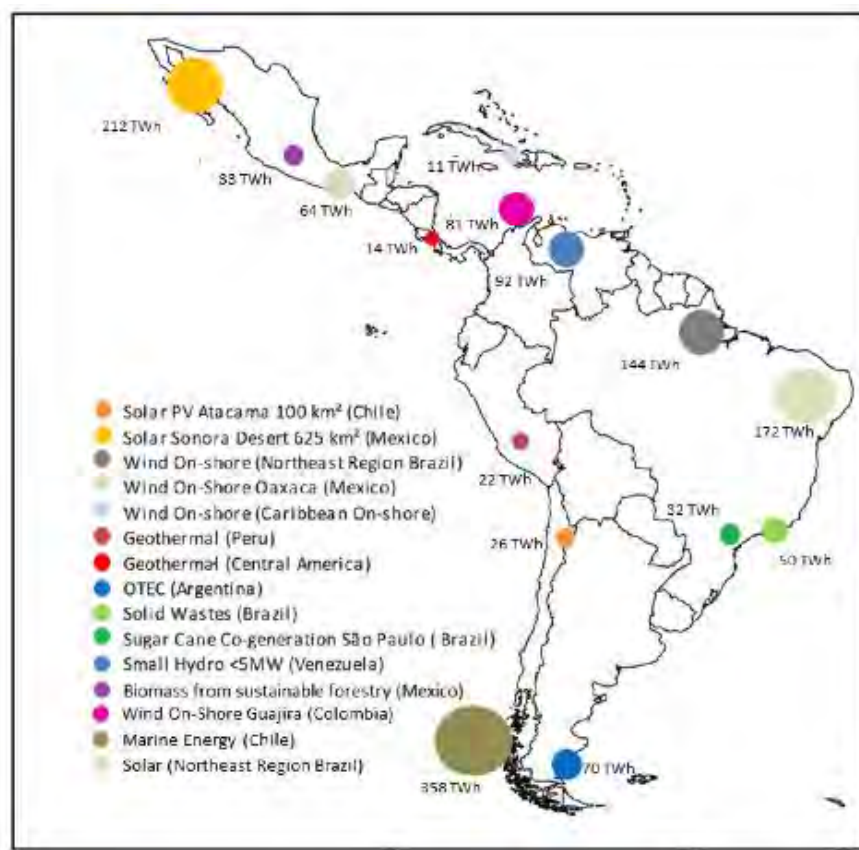 212 TWh
11 TWh
33 TWh
64 TWh
81 TWh
14 TWh
92 TWh
144 TWh
172 TWh
Solar PV Atacama 100 km² (Chile)
Solar Sonora Desert 625 km² (Mexico)
Wind On-shore (Northeast Region Brazil)
Wind On-Shore Oaxaca (Mexico)
Wind On-shore (Caribbean On-shore)
Geothermal (Peru)
Geothermal (Central America)
OTEC (Argentina)
Solid Wastes (Brazil)
Sugar Cane Co-generation São Paulo ( Brazil)
Small Hydro <5MW (Venezuela)
Biomass from sustainable forestry (Mexico)
Wind On-Shore Guajira (Colombia)
Marine Energy (Chile)
Solar (Northeast Region Brazil)
22 TWh
32 TWh
26 TWh
50 TWh
70 TWh
358 TWh